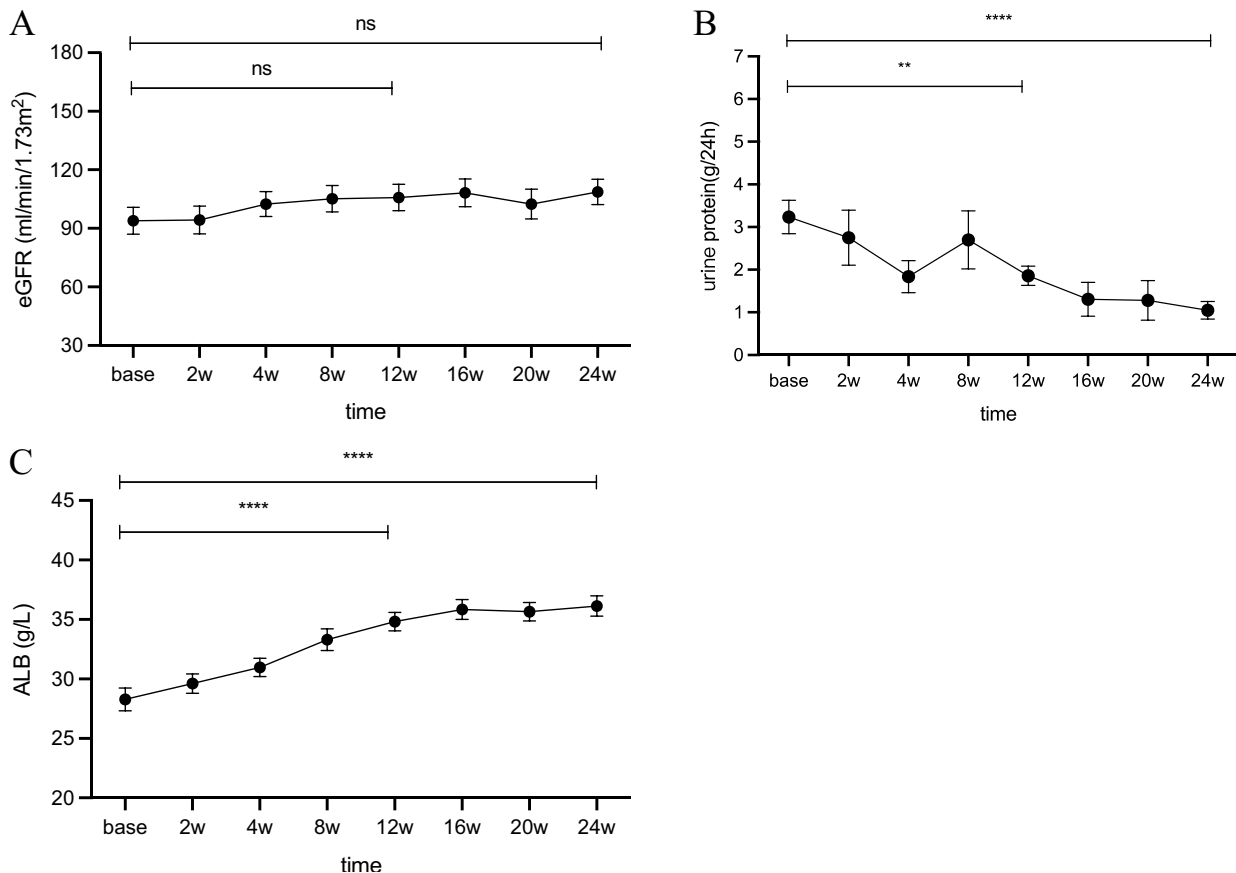 A
ns
ns
180
150
120
90
60
30
eGFR (ml/min/1.73m²)
base 2w 4w 8w 12w 16w 20w 24w
time
B
****
**
7
6
5
4
3
2
1
0
urine protein(g/24h)
base 2w 4w 8w 12w 16w 20w 24w
time
C
****
****
45
40
35
30
25
20
ALB (g/L)
base 2w 4w 8w 12w 16w 20w 24w
time